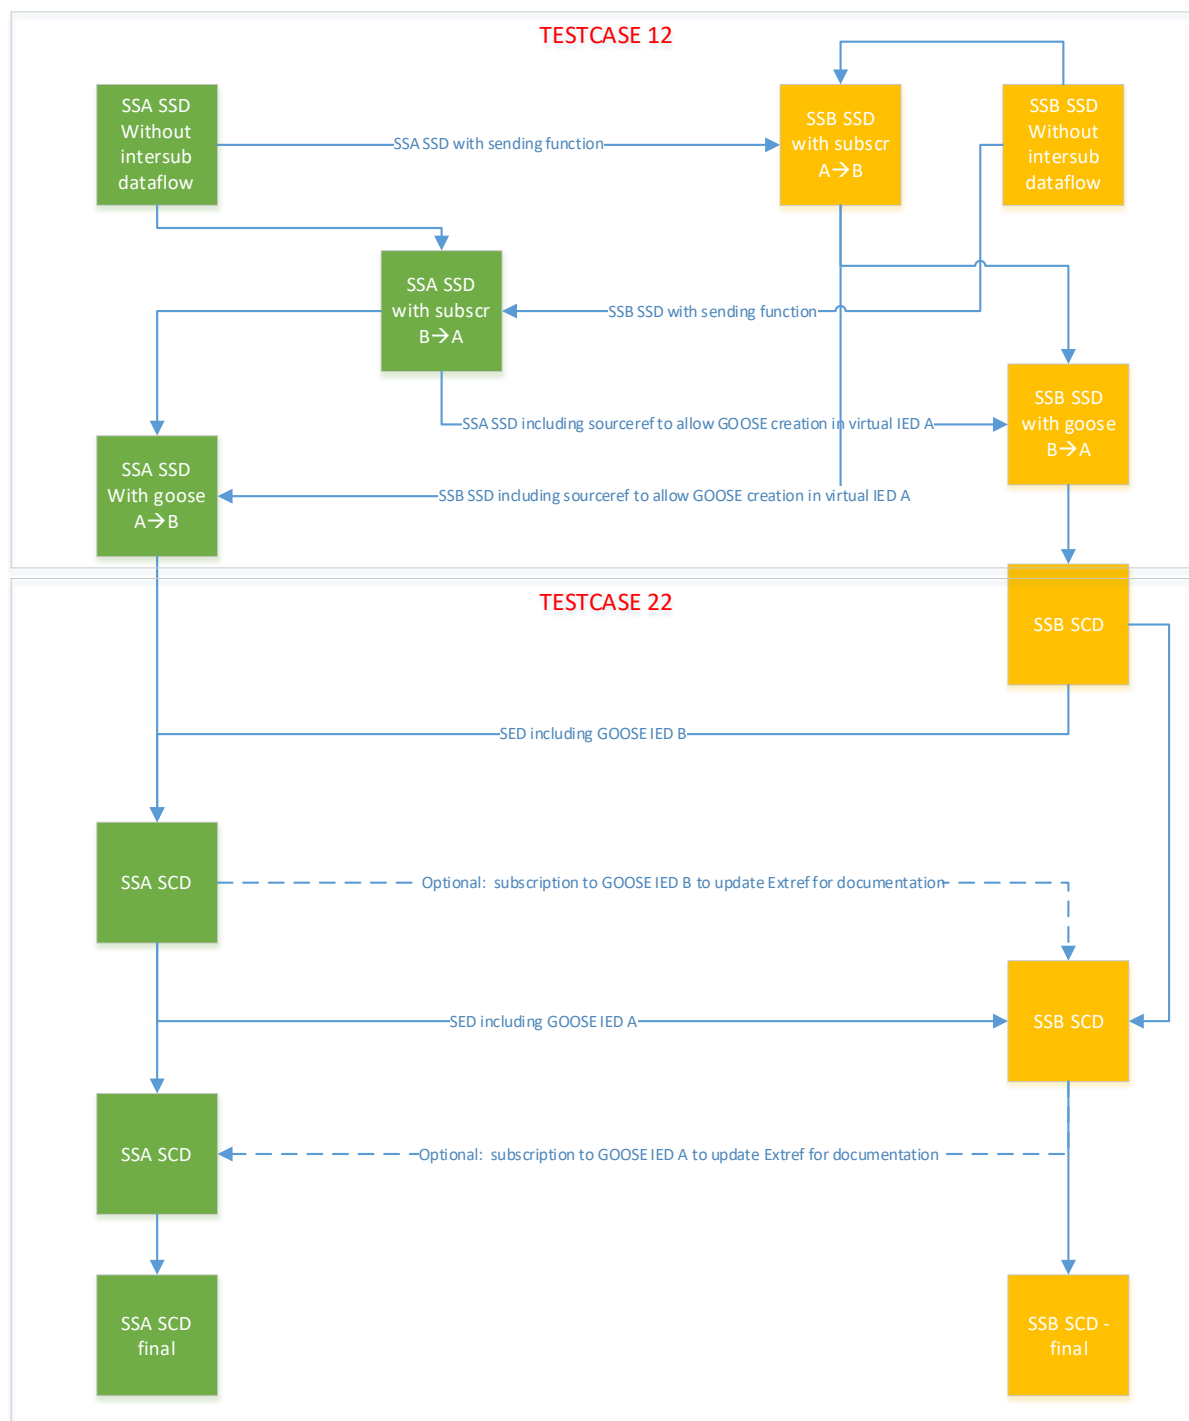 TESTCASE 12
SSA SSD
Without
intersub
dataflow
SSB SSD
with subscr
A→B
SSB SSD
Without
intersub
dataflow
SSA SSD with sending function
SSA SSD
with subscr
B→A
SSB SSD with sending function
SSB SSD
with goose
B→A
SSA SSD including sourceref to allow GOOSE creation in virtual IED A
SSA SSD
With goose
A→B
SSB SSD including sourceref to allow GOOSE creation in virtual IED A
TESTCASE 22
SSB SCD
SED including GOOSE IED B
SSA SCD
Optional: subscription to GOOSE IED B to update Extref for documentation
SED including GOOSE IED A
SSB SCD
SSA SCD
Optional: subscription to GOOSE IED A to update Extref for documentation
SSA SCD
final
SSB SCD -
final